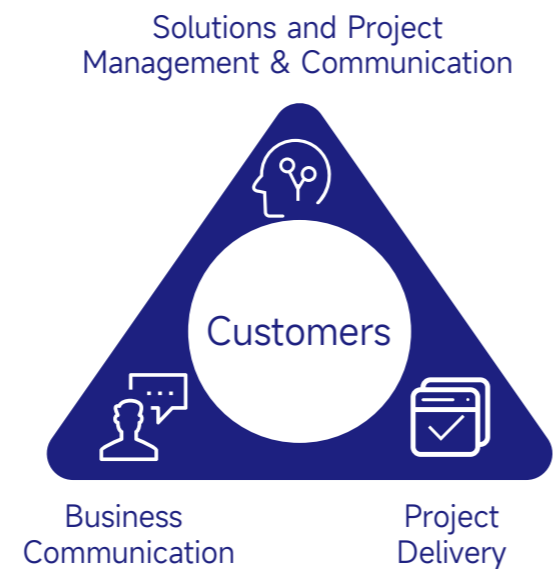 Solutions and Project
Management & Communication
Customers
Business
Communication
Project
Delivery